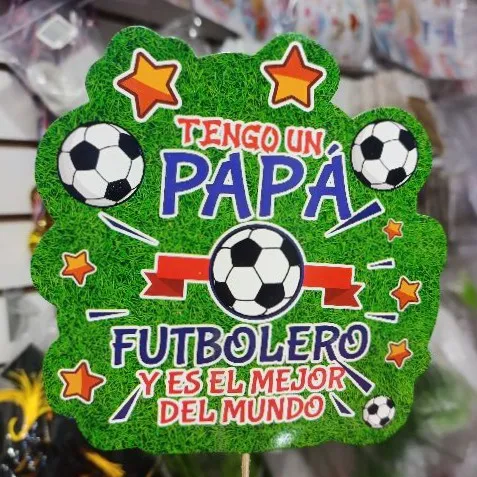 TENGO UN
PAPÁ
FUTBOLERO
Y ES EL MEJOR
DEL MUNDO